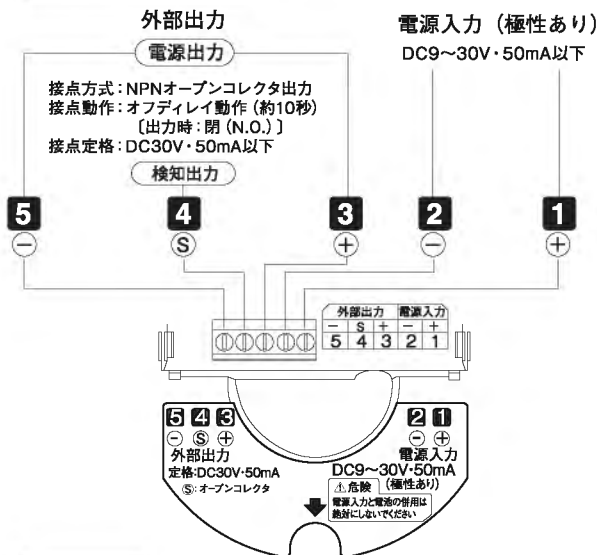 外部出力
電源出力
接点方式：NPNオープンコレクタ出力
接点動作：オフディレイ動作（約10秒）
〔出力時：閉（N.O.）〕
接点定格：DC30V・50mA以下
検知出力
電源入力（極性あり）
DC9〜30V・50mA以下
5 4 3 2 1
− S + − +
外部出力 電源入力
− S + − +
5 4 3 2 1
5 4 3
− S +
外部出力
定格:DC30V・50mA
Ⓢ: オープンコレクタ
2 1
− +
電源入力
DC9〜30V・50mA
(極性あり)
⚠危険
電源入力と電池の併用は
絶対にしないでください